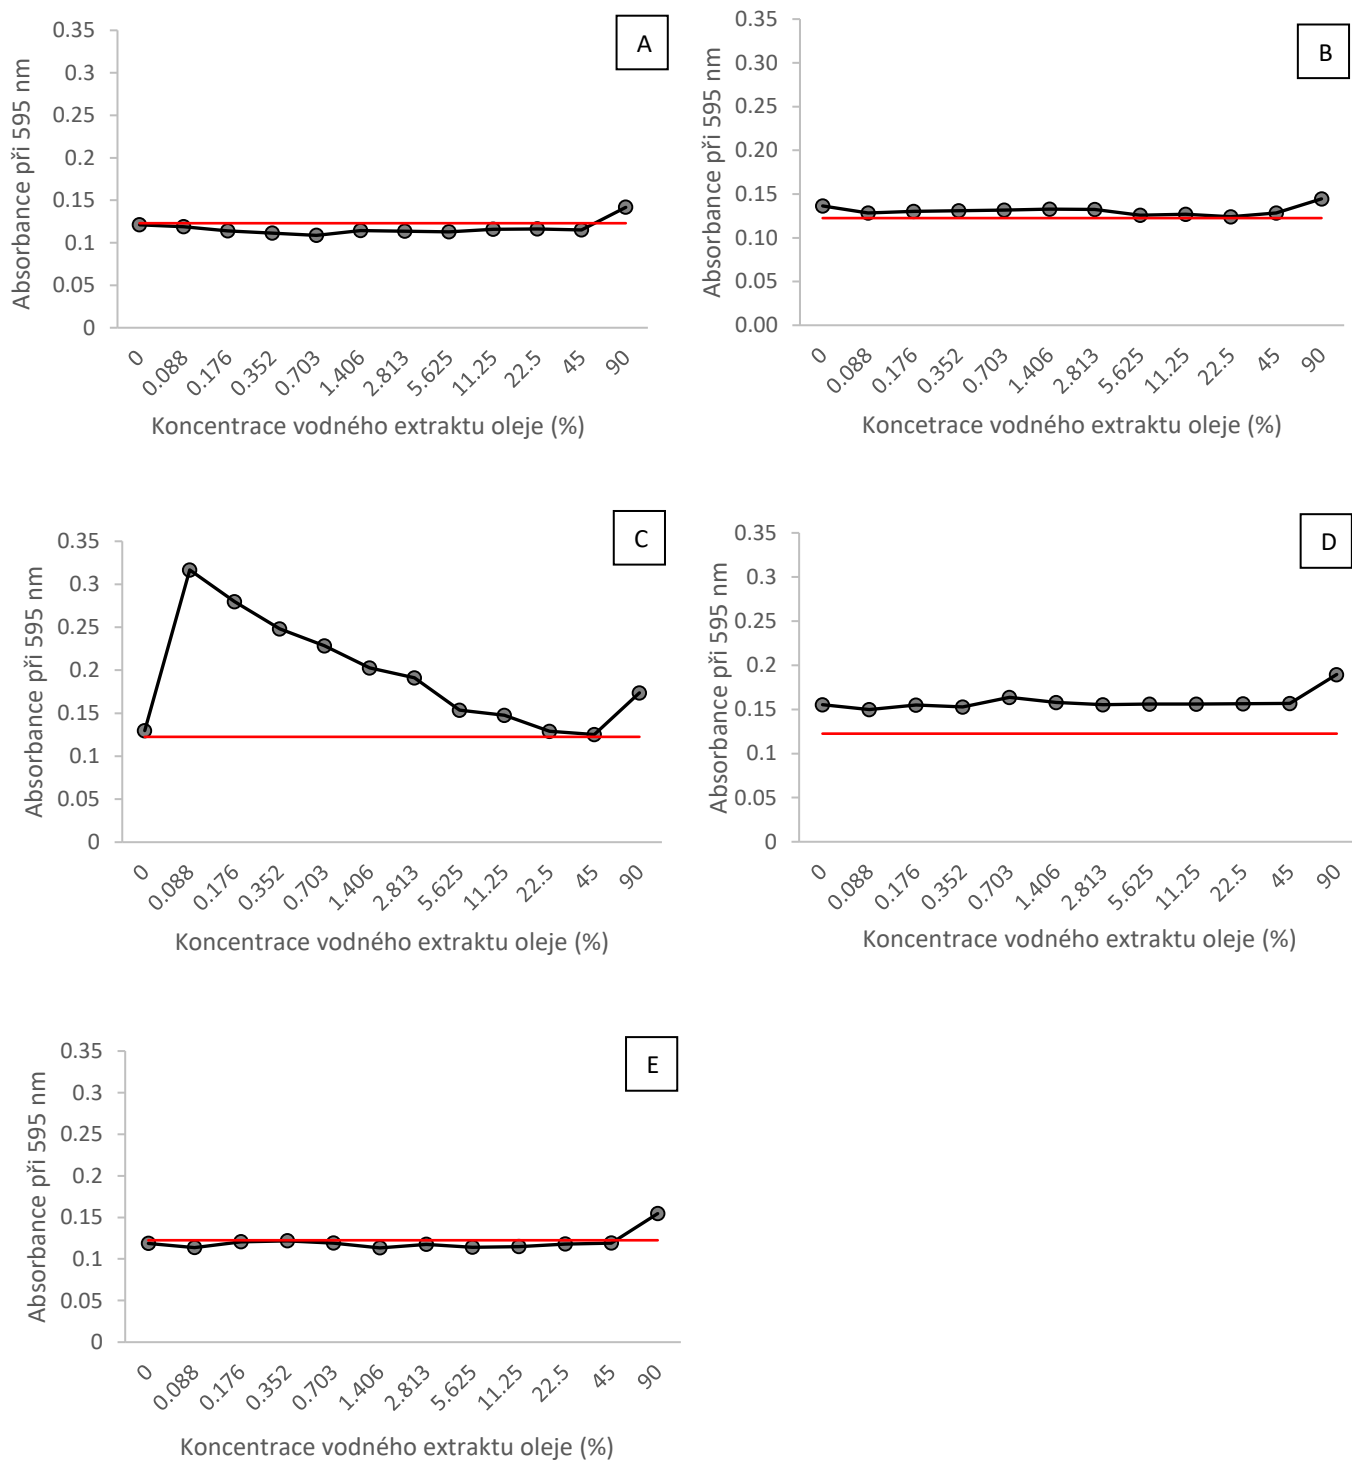 A
Absorbance při 595 nm
0.35
0.3
0.25
0.2
0.15
0.1
0.05
0
0 0.088 0.176 0.352 0.703 1.406 2.813 5.625 11.25 22.5 45 90
Koncentrace vodného extraktu oleje (%)
B
Absorbance při 595 nm
0.35
0.30
0.25
0.20
0.15
0.10
0.05
0.00
0 0.088 0.176 0.352 0.703 1.406 2.813 5.625 11.25 22.5 45 90
Koncetrace vodného extraktu oleje (%)
C
Absorbance při 595 nm
0.35
0.3
0.25
0.2
0.15
0.1
0.05
0
0 0.088 0.176 0.352 0.703 1.406 2.813 5.625 11.25 22.5 45 90
Koncentrace vodného extraktu oleje (%)
D
Absorbance při 595 nm
0.35
0.3
0.25
0.2
0.15
0.1
0.05
0
0 0.088 0.176 0.352 0.703 1.406 2.813 5.625 11.25 22.5 45 90
Koncentrace vodného extraktu oleje (%)
E
Absorbance při 595 nm
0.35
0.3
0.25
0.2
0.15
0.1
0.05
0
0 0.088 0.176 0.352 0.703 1.406 2.813 5.625 11.25 22.5 45 90
Koncentrace vodného extraktu oleje (%)